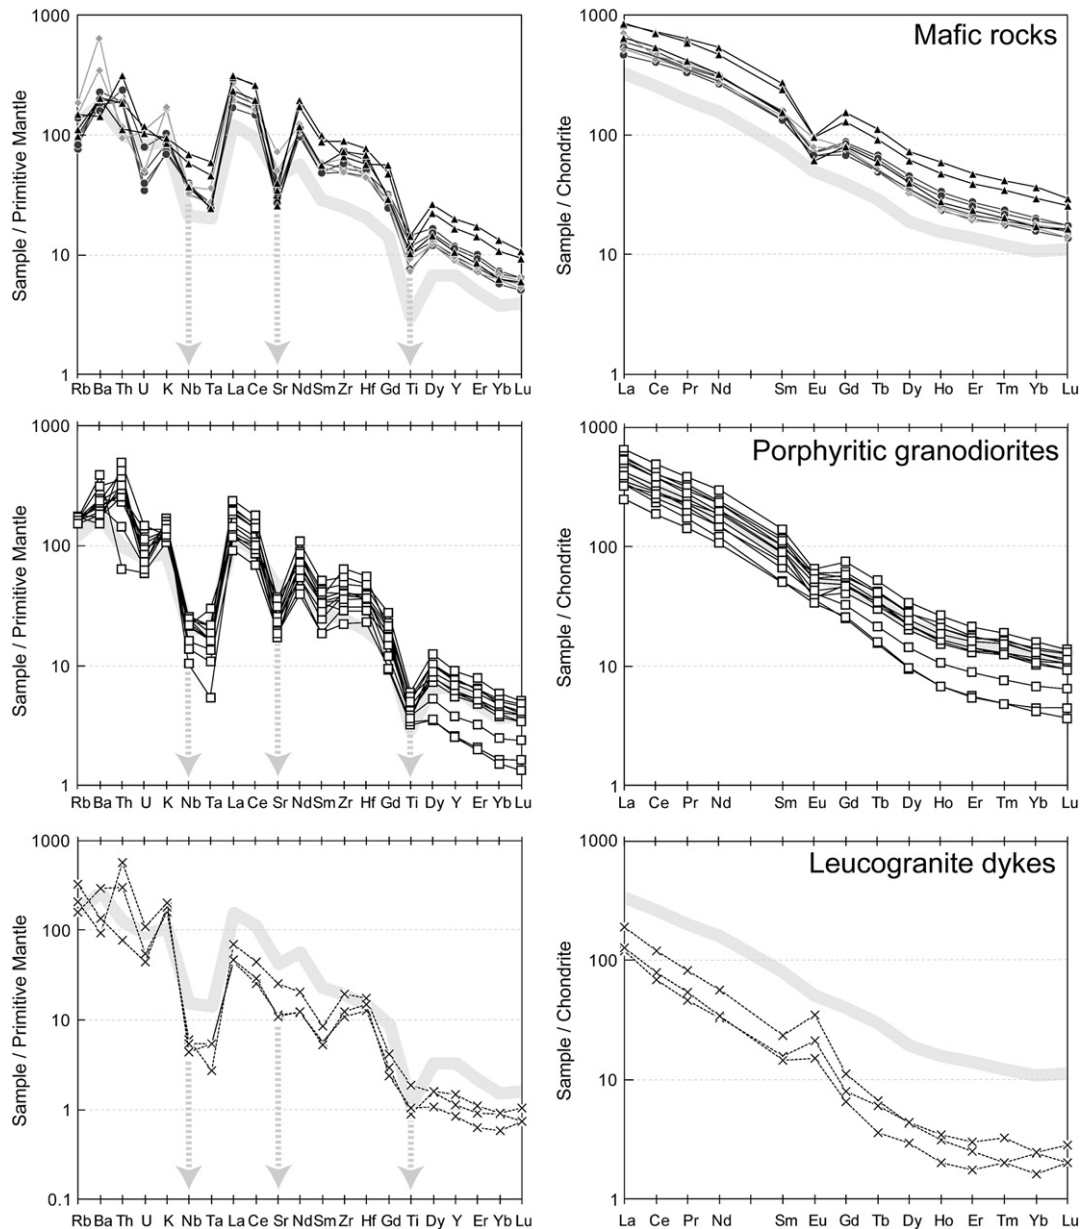 Mafic rocks
Sample / Primitive Mantle
1000
100
10
1
Rb Ba Th U K Nb Ta La Ce Sr Nd Sm Zr Hf Gd Ti Dy Y Er Yb Lu
Sample / Chondrite
1000
100
10
1
La Ce Pr Nd Sm Eu Gd Tb Dy Ho Er Tm Yb Lu
Porphyritic granodiorites
Sample / Primitive Mantle
1000
100
10
1
Rb Ba Th U K Nb Ta La Ce Sr Nd Sm Zr Hf Gd Ti Dy Y Er Yb Lu
Sample / Chondrite
1000
100
10
1
La Ce Pr Nd Sm Eu Gd Tb Dy Ho Er Tm Yb Lu
Leucogranite dykes
Sample / Primitive Mantle
1000
100
10
1
0.1
Rb Ba Th U K Nb Ta La Ce Sr Nd Sm Zr Hf Gd Ti Dy Y Er Yb Lu
Sample / Chondrite
1000
100
10
1
La Ce Pr Nd Sm Eu Gd Tb Dy Ho Er Tm Yb Lu